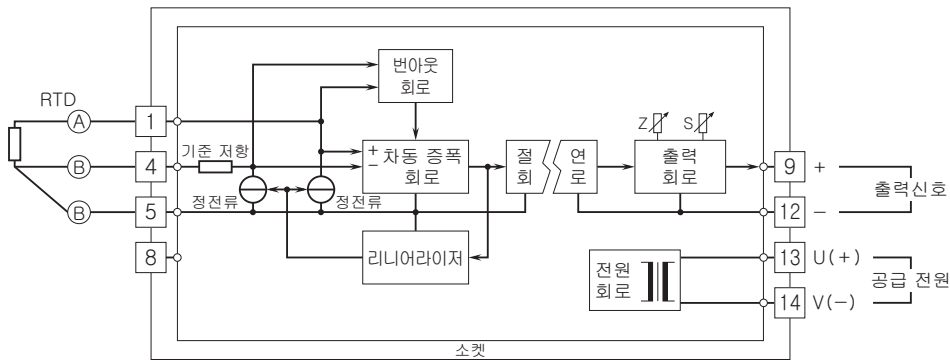 번아웃
회로
RTD
A
1
Z
S
기준 저항
+
−
차동 증폭
회로
절
회
연
로
출력
회로
B
4
9
+
출력신호
정전류
정전류
B
5
12
−
8
리니어라이저
전원
회로
13
U(+)
공급 전원
14
V(−)
소켓